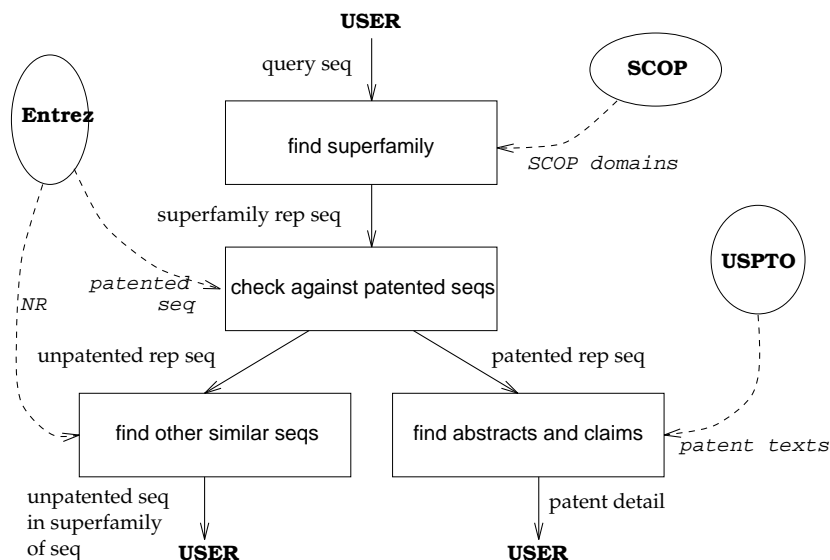 USER
query seq
SCOP
Entrez
find superfamily
SCOP domains
superfamily rep seq
USPTO
check against patented seqs
patented
seq
NR
unpatented rep seq
patented rep seq
find other similar seqs
find abstracts and claims
patent texts
unpatented seq
in superfamily
of seq
patent detail
USER
USER